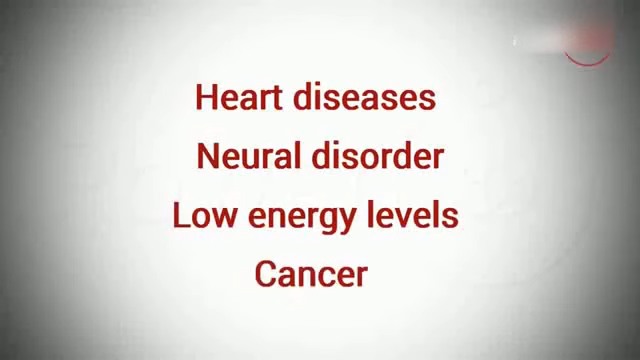 Heart diseases
Neural disorder
Low energy levels
Cancer